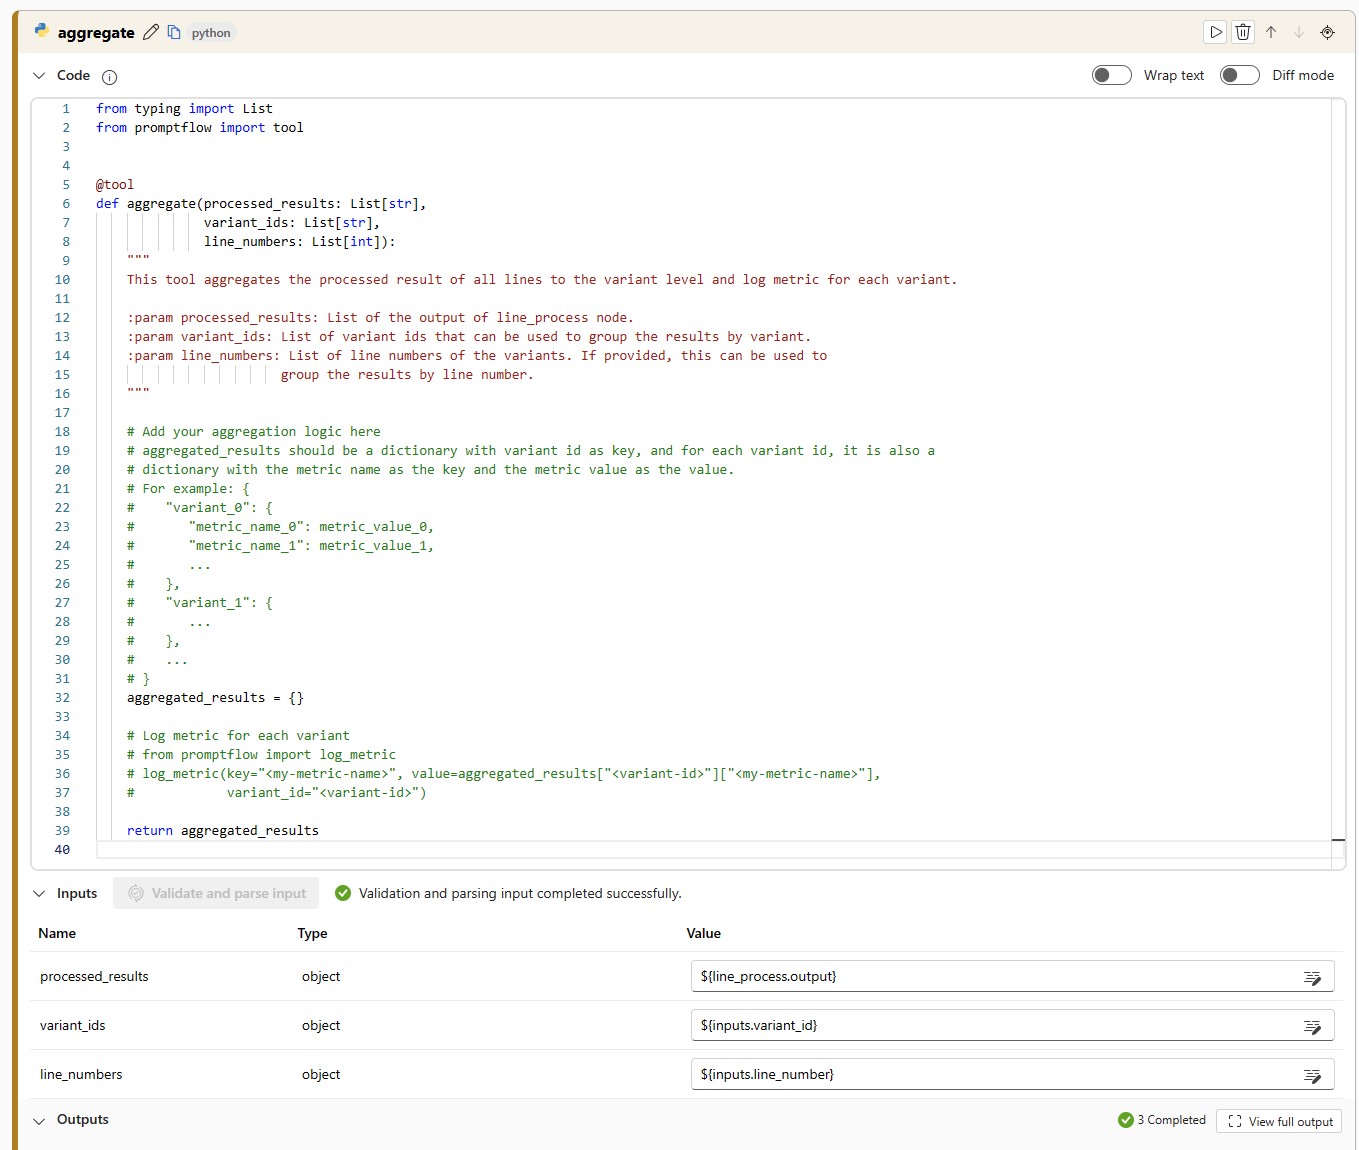 aggregate python
Code
Wrap text Diff mode
1 from typing import List
2 from promptflow import tool
3
4
5 @tool
6 def aggregate(processed_results: List[str],
7 variant_ids: List[str],
8 line_numbers: List[int]):
9 """
10 This tool aggregates the processed result of all lines to the variant level and log metric for each variant.
11
12 :param processed_results: List of the output of line_process node.
13 :param variant_ids: List of variant ids that can be used to group the results by variant.
14 :param line_numbers: List of line numbers of the variants. If provided, this can be used to
15 group the results by line number.
16 """
17
18 # Add your aggregation logic here
19 # aggregated_results should be a dictionary with variant id as key, and for each variant id, it is also a
20 # dictionary with the metric name as the key and the metric value as the value.
21 # For example: {
22 #    "variant_0": {
23 #       "metric_name_0": metric_value_0,
24 #       "metric_name_1": metric_value_1,
25 #       ...
26 #    },
27 #    "variant_1": {
28 #       ...
29 #    },
30 #    ...
31 # }
32 aggregated_results = {}
33
34 # Log metric for each variant
35 # from promptflow import log_metric
36 # log_metric(key="<my-metric-name>", value=aggregated_results["<variant-id>"]["<my-metric-name>"],
37 #            variant_id="<variant-id>")
38
39 return aggregated_results
40
Inputs Validate and parse input Validation and parsing input completed successfully.
Name Type Value
processed_results object ${line_process.output}
variant_ids object ${inputs.variant_id}
line_numbers object ${inputs.line_number}
Outputs 3 Completed View full output